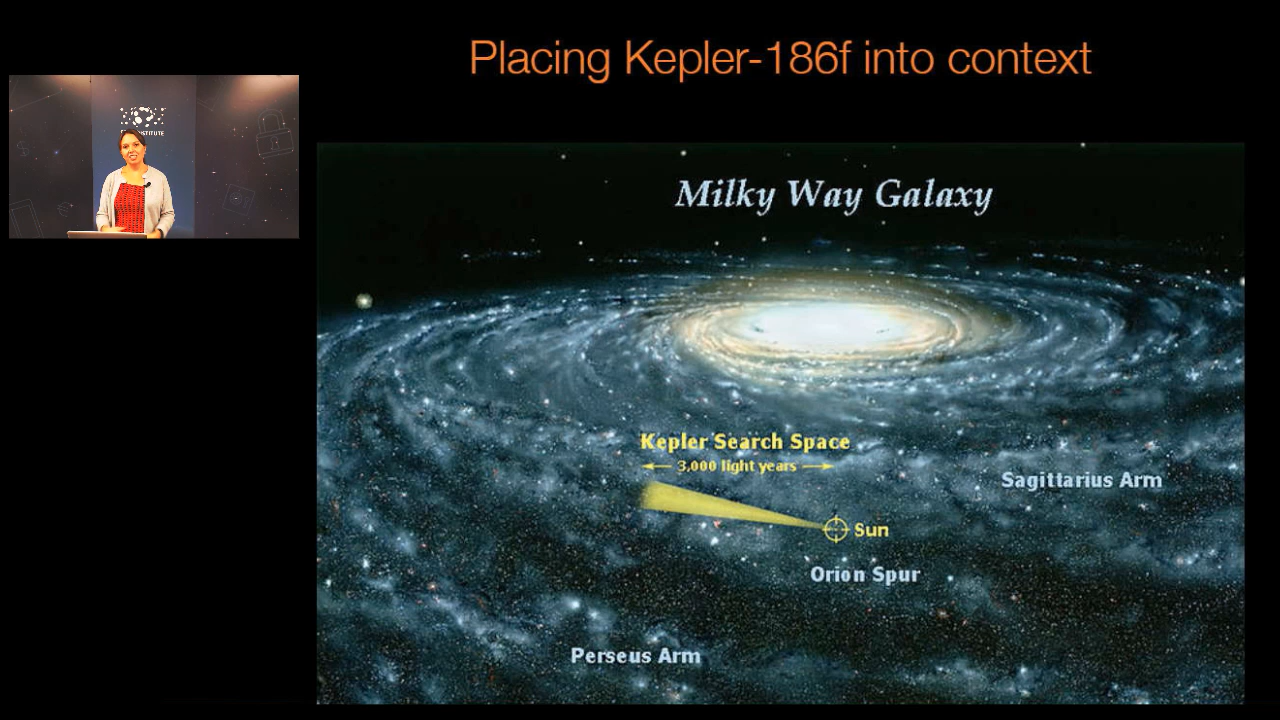 Placing Kepler-186f into context
INSTITUTE
Milky Way Galaxy
Kepler Search Space
3,000 light years
Sagittarius Arm
Sun
Orion Spur
Perseus Arm